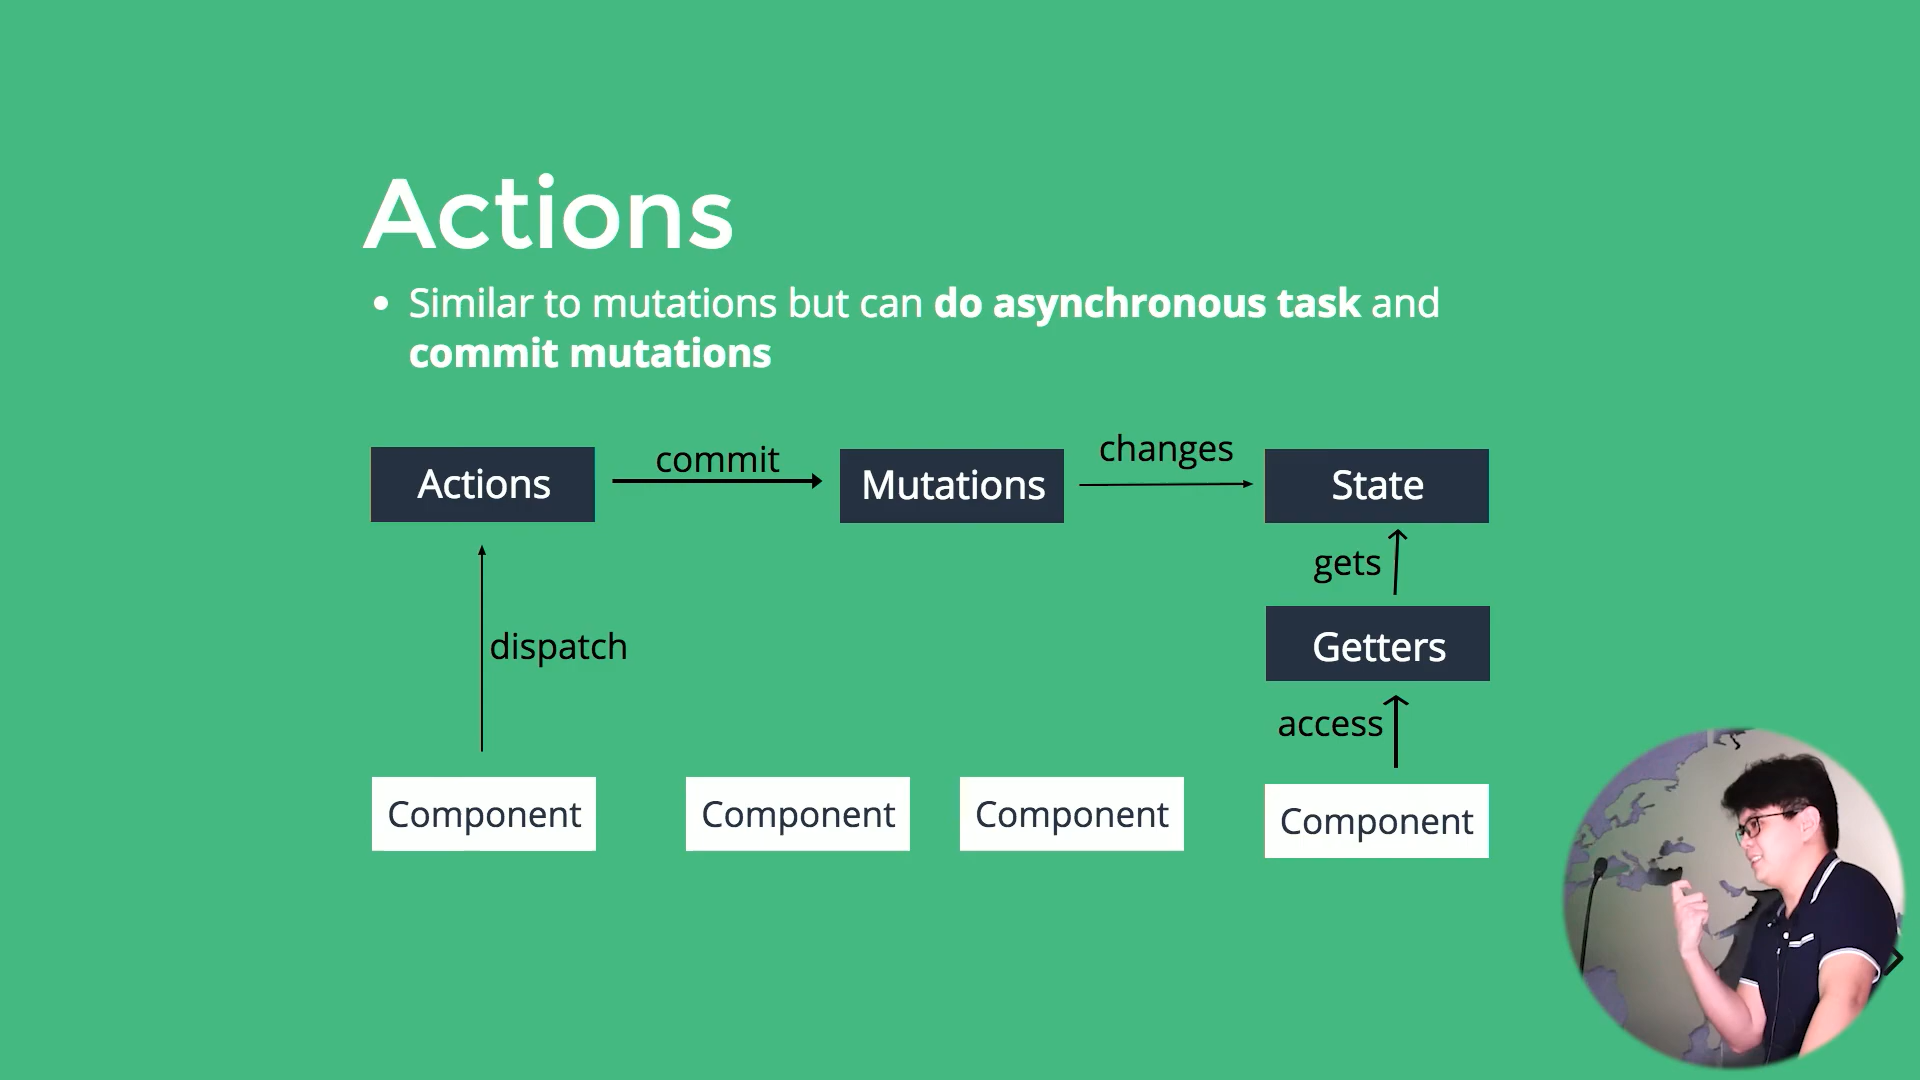 Actions
Similar to mutations but can do asynchronous task and
commit mutations
Actions
commit
Mutations
changes
State
gets
dispatch
Getters
access
Component
Component
Component
Component